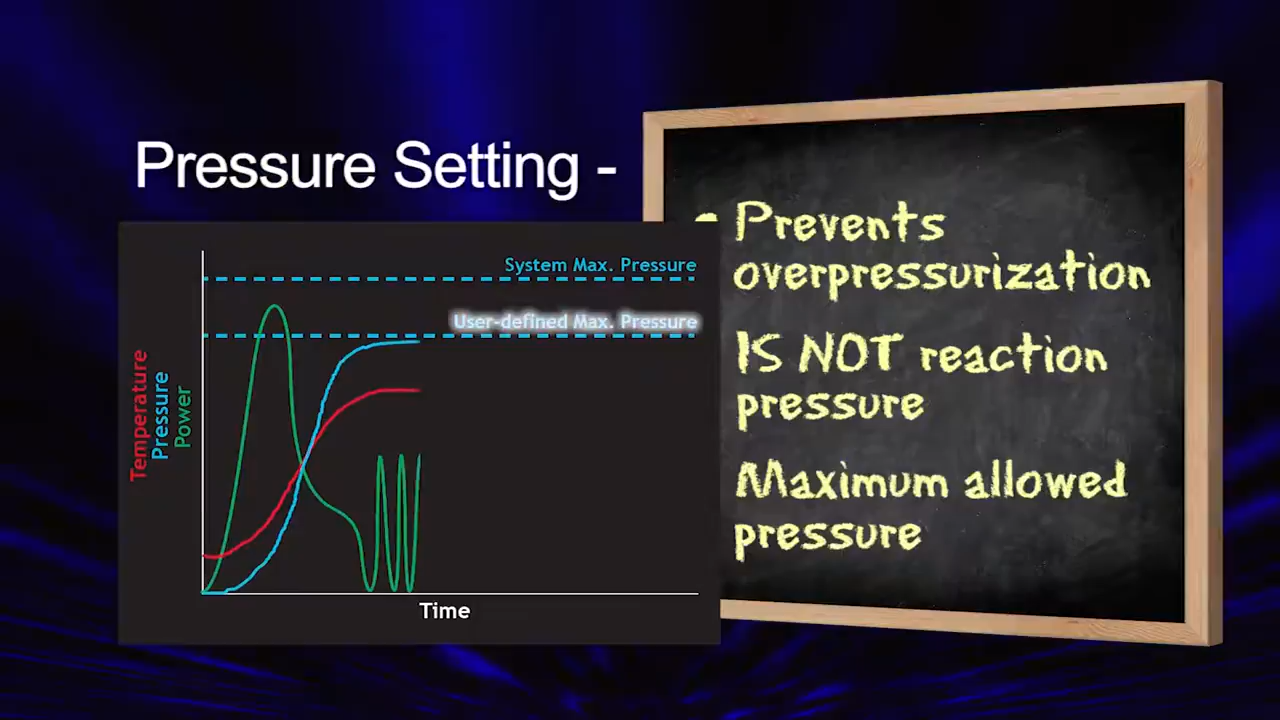 Pressure Setting -
System Max. Pressure
User-defined Max. Pressure
Temperature
Pressure
Power
Time
Prevents
overpressurization
IS NOT reaction
pressure
Maximum allowed
pressure